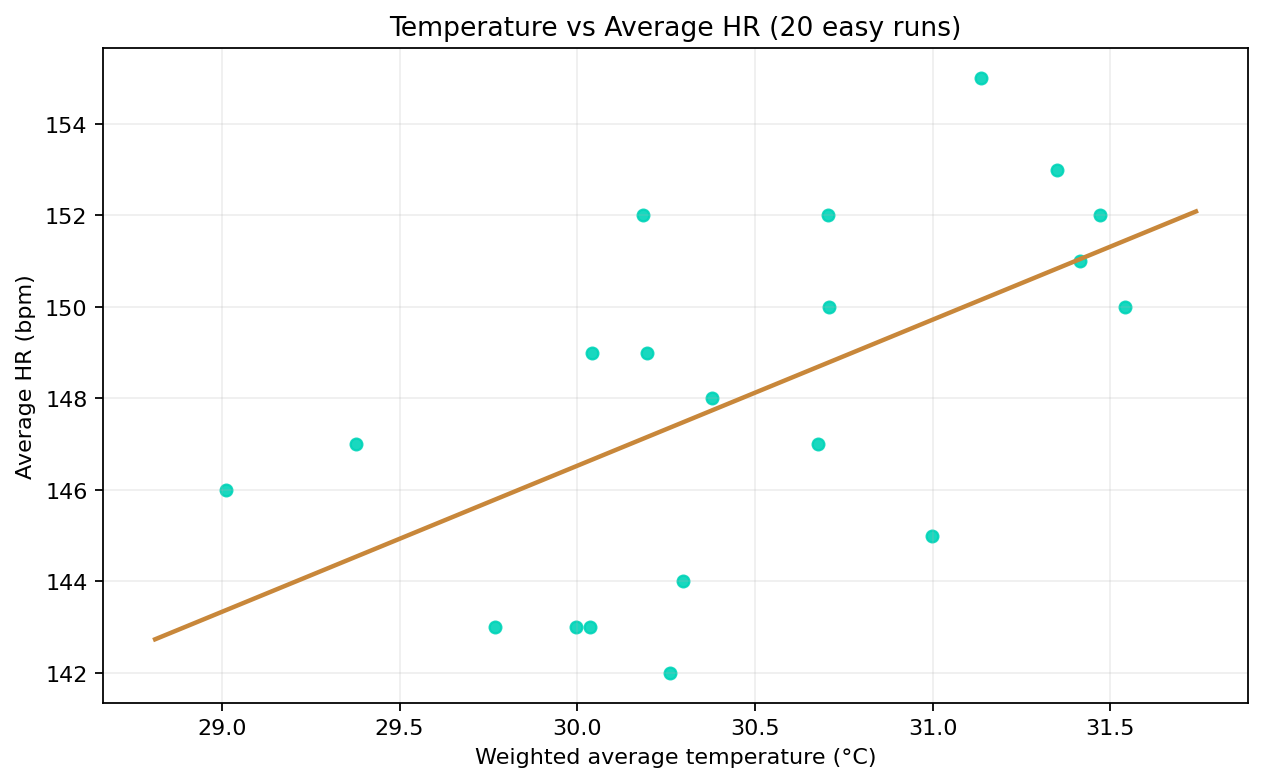 Temperature vs Average HR (20 easy runs)
154
152
150
148
146
144
142
Average HR (bpm)
29.0 29.5 30.0 30.5 31.0 31.5
Weighted average temperature (°C)